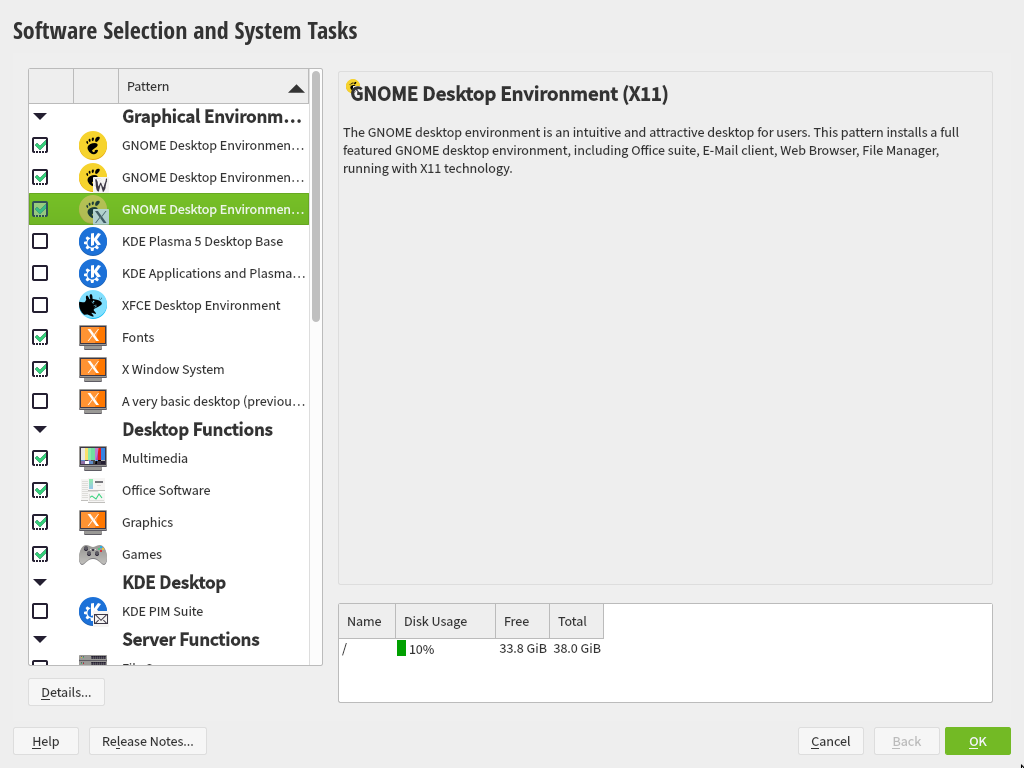 Software Selection and System Tasks
Pattern
Graphical Environm...
GNOME Desktop Environmen...
GNOME Desktop Environmen...
GNOME Desktop Environmen...
KDE Plasma 5 Desktop Base
KDE Applications and Plasma...
XFCE Desktop Environment
Fonts
X Window System
A very basic desktop (previou...
Desktop Functions
Multimedia
Office Software
Graphics
Games
KDE Desktop
KDE PIM Suite
Server Functions
Details...
GNOME Desktop Environment (X11)
The GNOME desktop environment is an intuitive and attractive desktop for users. This pattern installs a full
featured GNOME desktop environment, including Office suite, E-Mail client, Web Browser, File Manager,
running with X11 technology.
Name Disk Usage Free Total
/ 10% 33.8 GiB 38.0 GiB
Help Release Notes... Cancel Back OK